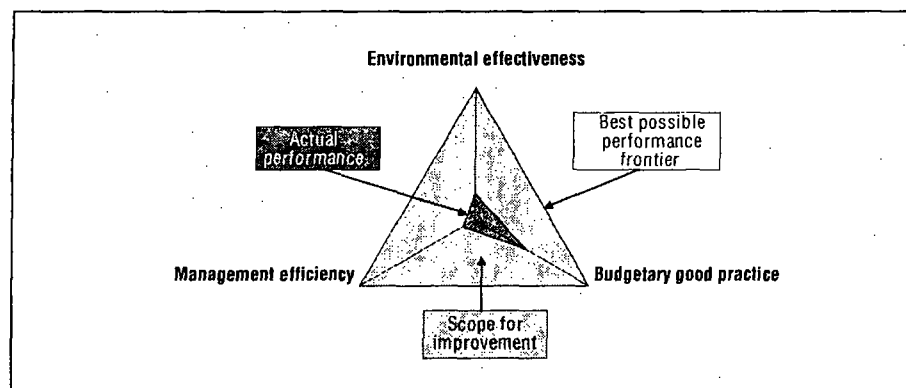 Environmental effectiveness
Actual
performance.
Best possible
performance
frontier
Management efficiency
Budgetary good practice
Scope for
improvement